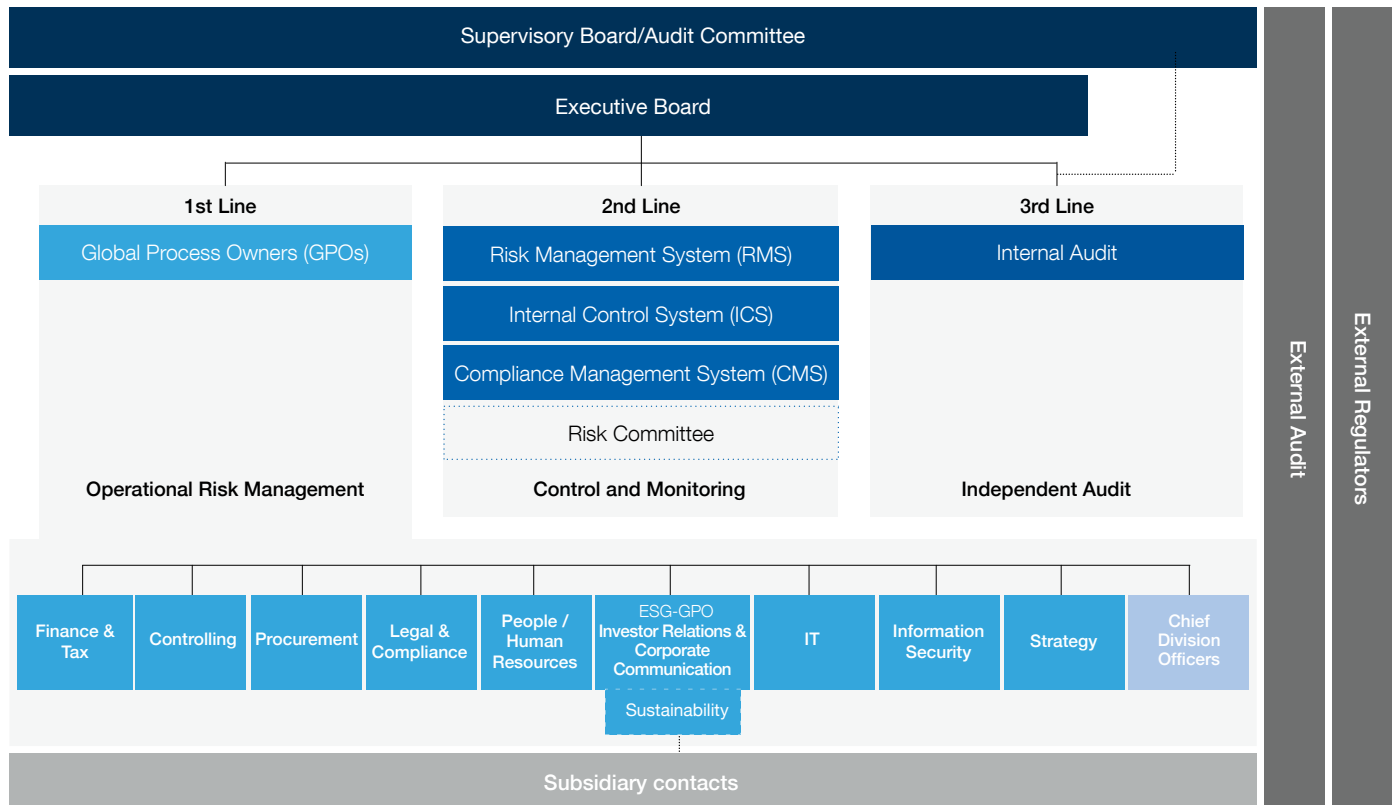 Supervisory Board/Audit Committee
Executive Board
1st Line
Global Process Owners (GPOs)
Operational Risk Management
2nd Line
Risk Management System (RMS)
Internal Control System (ICS)
Compliance Management System (CMS)
Risk Committee
Control and Monitoring
3rd Line
Internal Audit
Independent Audit
Finance &
Tax
Controlling
Procurement
Legal &
Compliance
People /
Human
Resources
ESG-GPO
Investor Relations &
Corporate
Communication
Sustainability
IT
Information
Security
Strategy
Chief
Division
Officers
Subsidiary contacts
External Audit
External Regulators